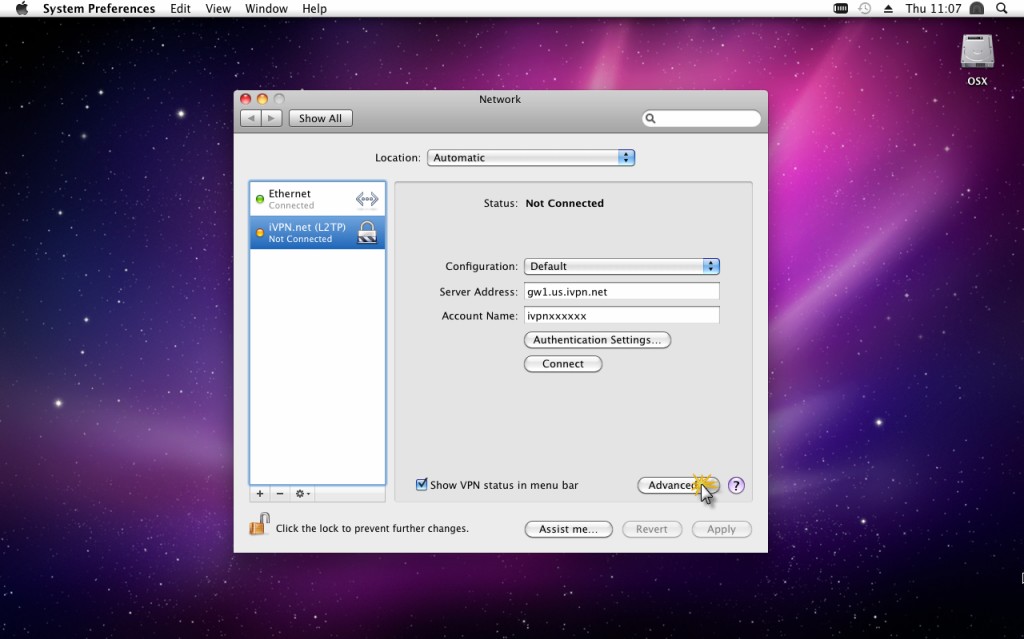 System Preferences Edit View Window Help Thu 11:07
OSX
Network
Show All
Location: Automatic
Ethernet
Connected
iVPN.net (L2TP)
Not Connected
Status: Not Connected
Configuration: Default
Server Address: gw1.us.ivpn.net
Account Name: ivpnxxxxxx
Authentication Settings...
Connect
Show VPN status in menu bar
Advanced
?
Click the lock to prevent further changes.
Assist me...
Revert
Apply